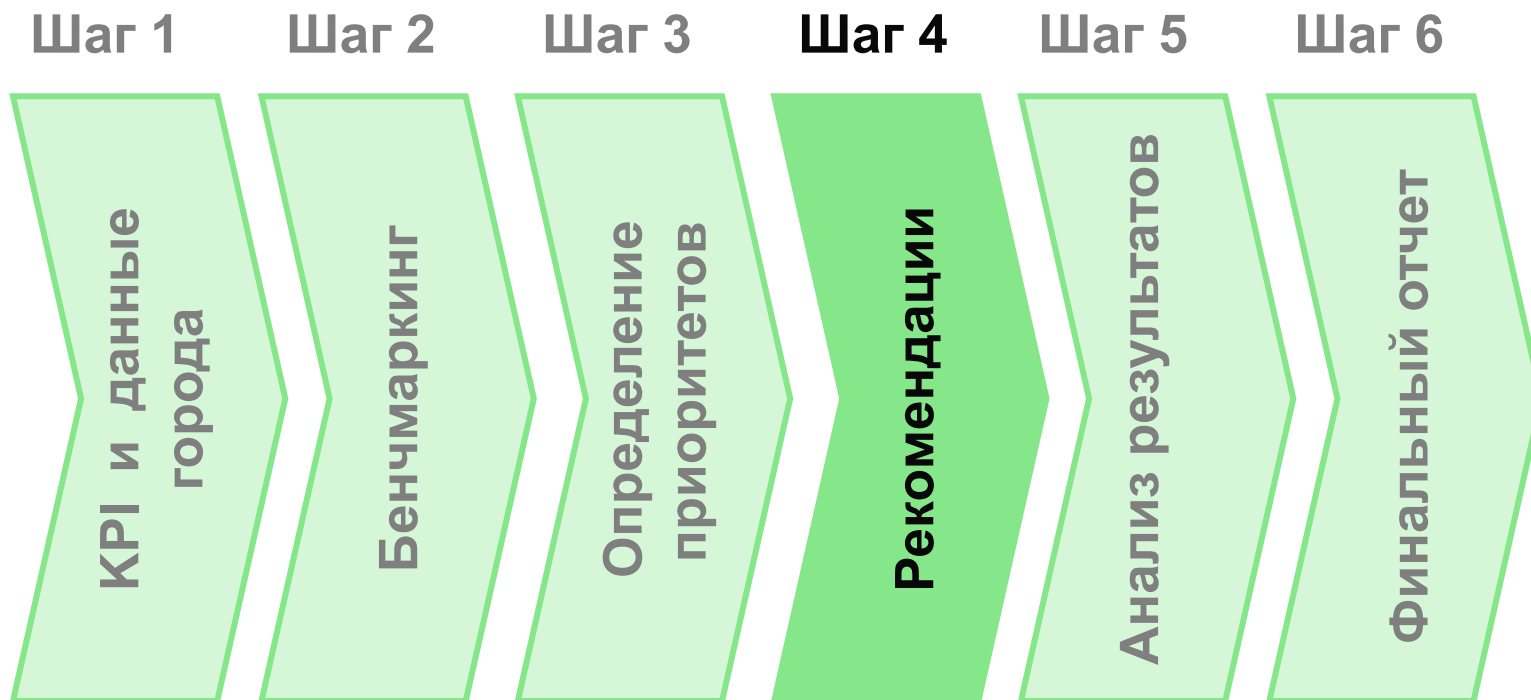 Шаг 1
Шаг 2
Шаг 3
Шаг 4
Шаг 5
Шаг 6
KPI и данные
города
Бенчмаркинг
Определение
приоритетов
Рекомендации
Анализ результатов
Финальный отчет